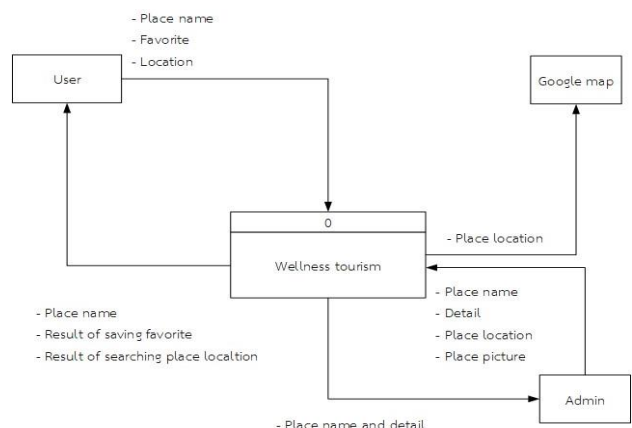 - Place name
- Favorite
- Location
User
Google map
0
Wellness tourism
- Place location
- Place name
- Detail
- Place location
- Place picture
- Place name
- Result of saving favorite
- Result of searching place localtion
Admin
- Place name and detail